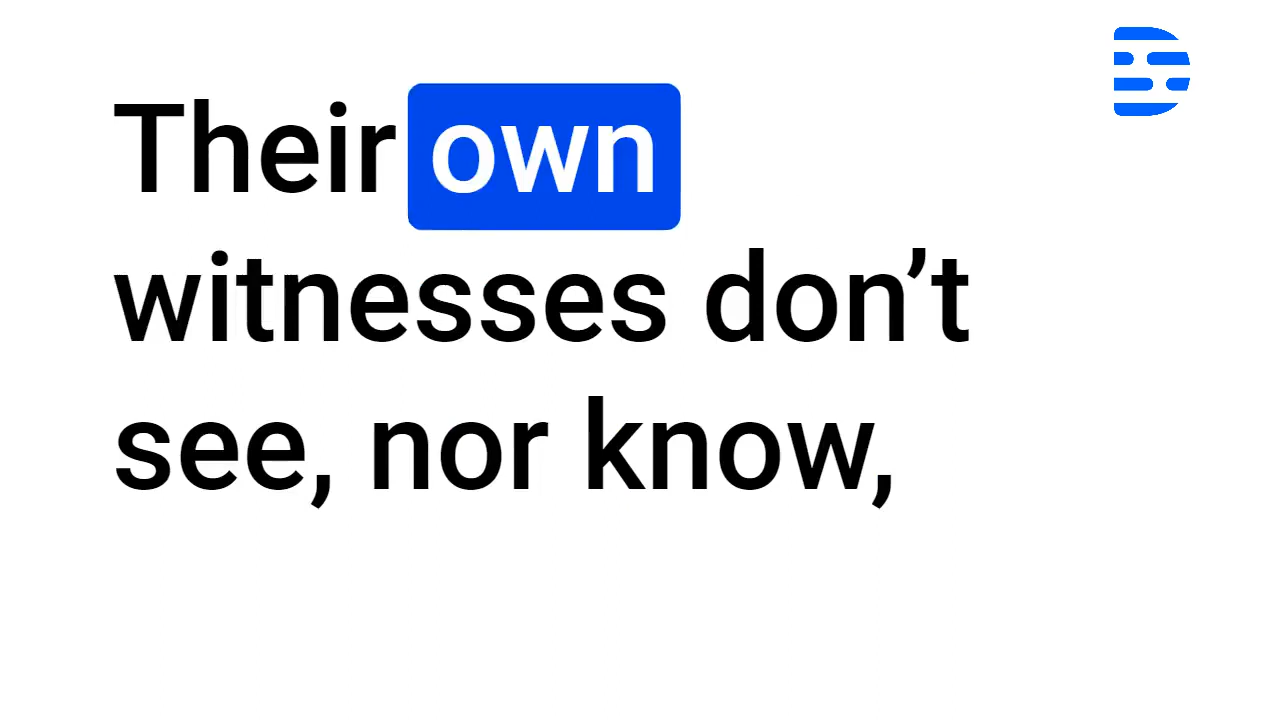 Their own
witnesses don’t
see, nor know,